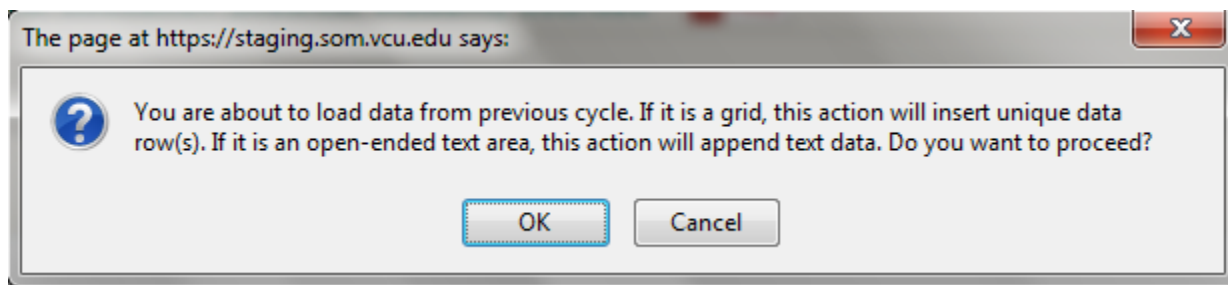 The page at https://staging.som.vcu.edu says:
You are about to load data from previous cycle. If it is a grid, this action will insert unique data
row(s). If it is an open-ended text area, this action will append text data. Do you want to proceed?
OK
Cancel